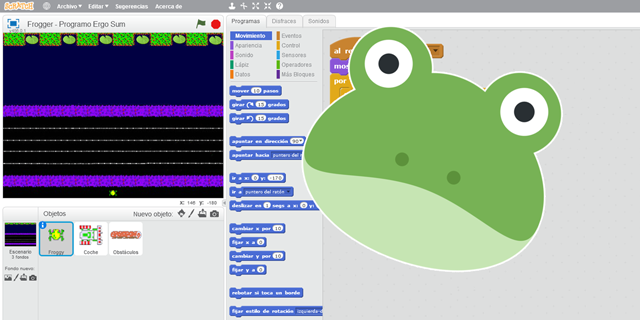 SCRATCH Archivo Editar Sugerencias Acerca de
Frogger - Programo Ergo Sum
Programas Disfraces Sonidos
Movimiento Eventos
Apariencia Control
Sonido Sensores
Lápiz Operadores
Datos Más Bloques
mover 10 pasos
girar 15 grados
girar 15 grados
apuntar en dirección 90
apuntar hacia puntero del
ir a x: 0 y: -170
ir a puntero del ratón
deslizar en 1 segs a x: 0 y:
cambiar x por 10
fijar x a 0
cambiar y por 10
fijar y a 0
rebotar si toca un borde
fijar estilo de rotación izquierda-d
al
mos
por
x: 146 y: -180
Objetos Nuevo objeto:
Escenario
3 fondos
Fondo nuevo:
Froggy Coche Obstáculos